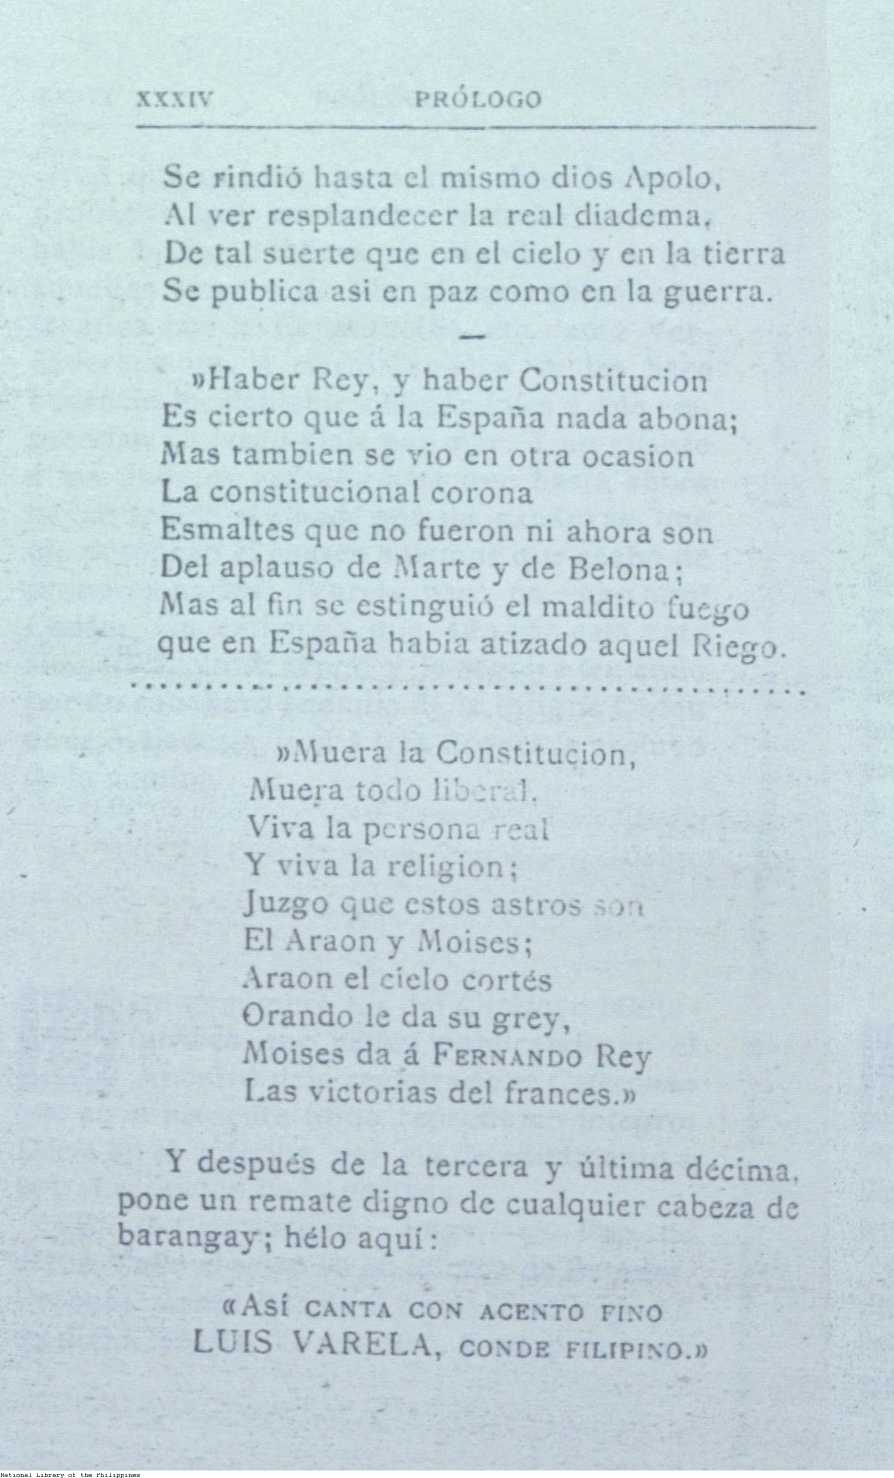 XXXIV PRÓLOGO
Se rindió hasta el mismo dios Apolo,
Al ver resplandecer la real diadema,
De tal suerte que en el cielo y en la tierra
Se publica asi en paz como en la guerra.
—
»Haber Rey, y haber Constitucion
Es cierto que á la España nada abona;
Mas tambien se vio en otra ocasion
La constitucional corona
Esmaltes que no fueron ni ahora son
Del aplauso de Marte y de Belona;
Mas al fin se estinguió el maldito fuego
que en España habia atizado aquel Riego.
..................................................
»Muera la Constitucion,
Muera todo liberal,
Viva la persona real
Y viva la religion;
Juzgo que estos astros son
El Araon y Moises;
Araon el cielo cortés
Orando le da su grey,
Moises da á FERNANDO Rey
Las victorias del frances.»
Y después de la tercera y última décima,
pone un remate digno de cualquier cabeza de
barangay; hélo aquí:
«Así CANTA CON ACENTO FINO
LUIS VARELA, CONDE FILIPINO.»
National Library of the Philippines